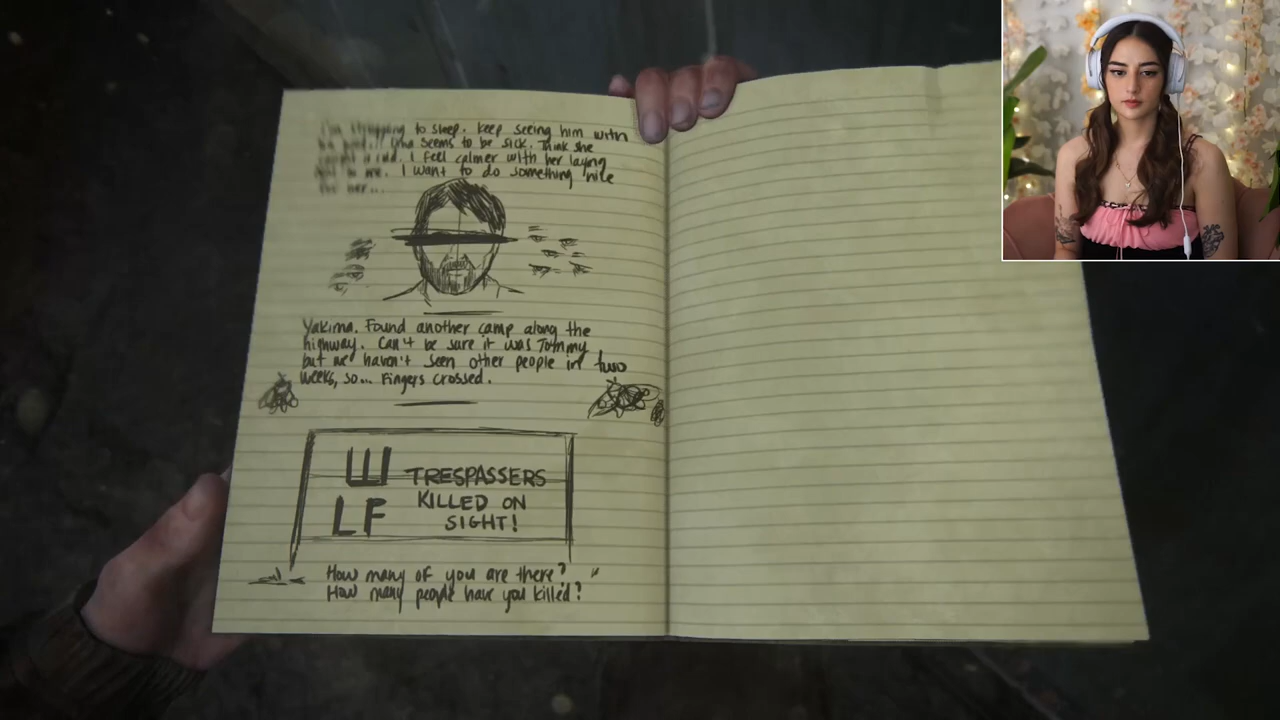 to sleep. Keep seeing him with
seems to be sick. Think she
I feel calmer with her laying
I want to do something nice
Yakima. Found another camp along the
highway. Can't be sure it was Tommy
but we haven't seen other people in two
weeks, so... Fingers crossed.
W TRESPASSERS
LF KILLED ON
SIGHT!
How many of you are there?
How many people have you killed?